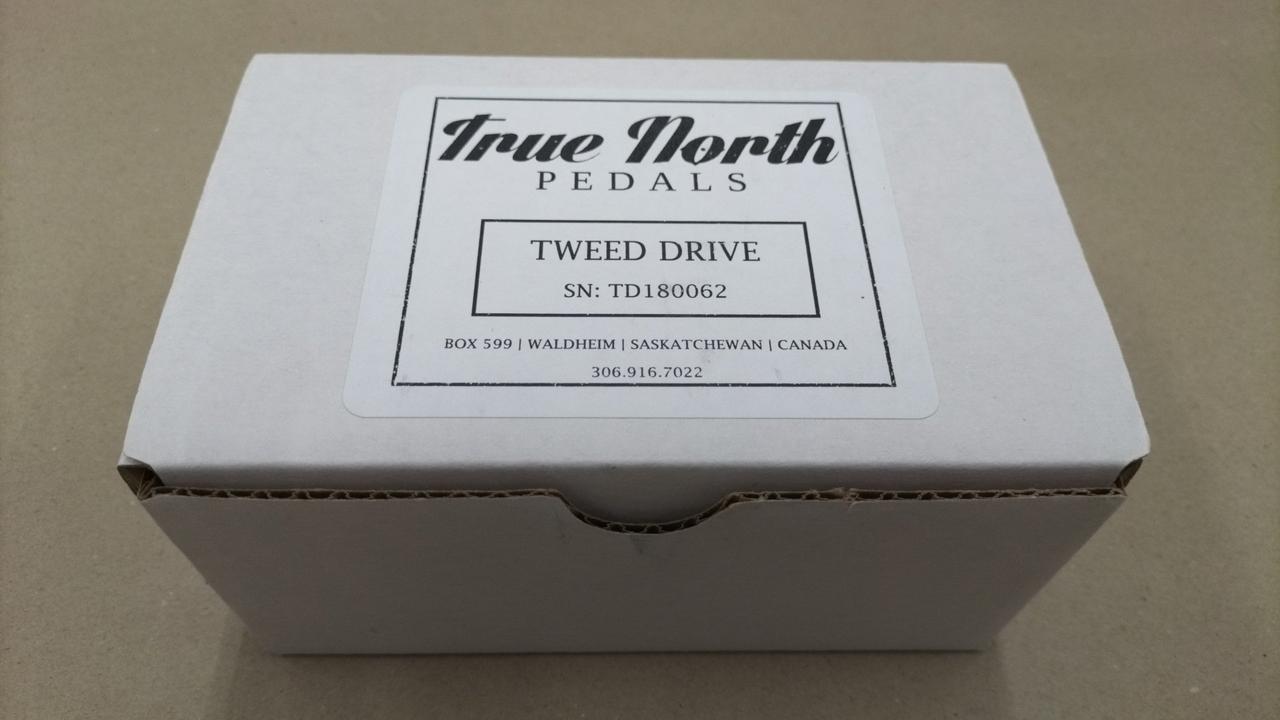 True North
PEDALS
TWEED DRIVE
SN: TD180062
BOX 599 | WALDHEIM | SASKATCHEWAN | CANADA
306.916.7022